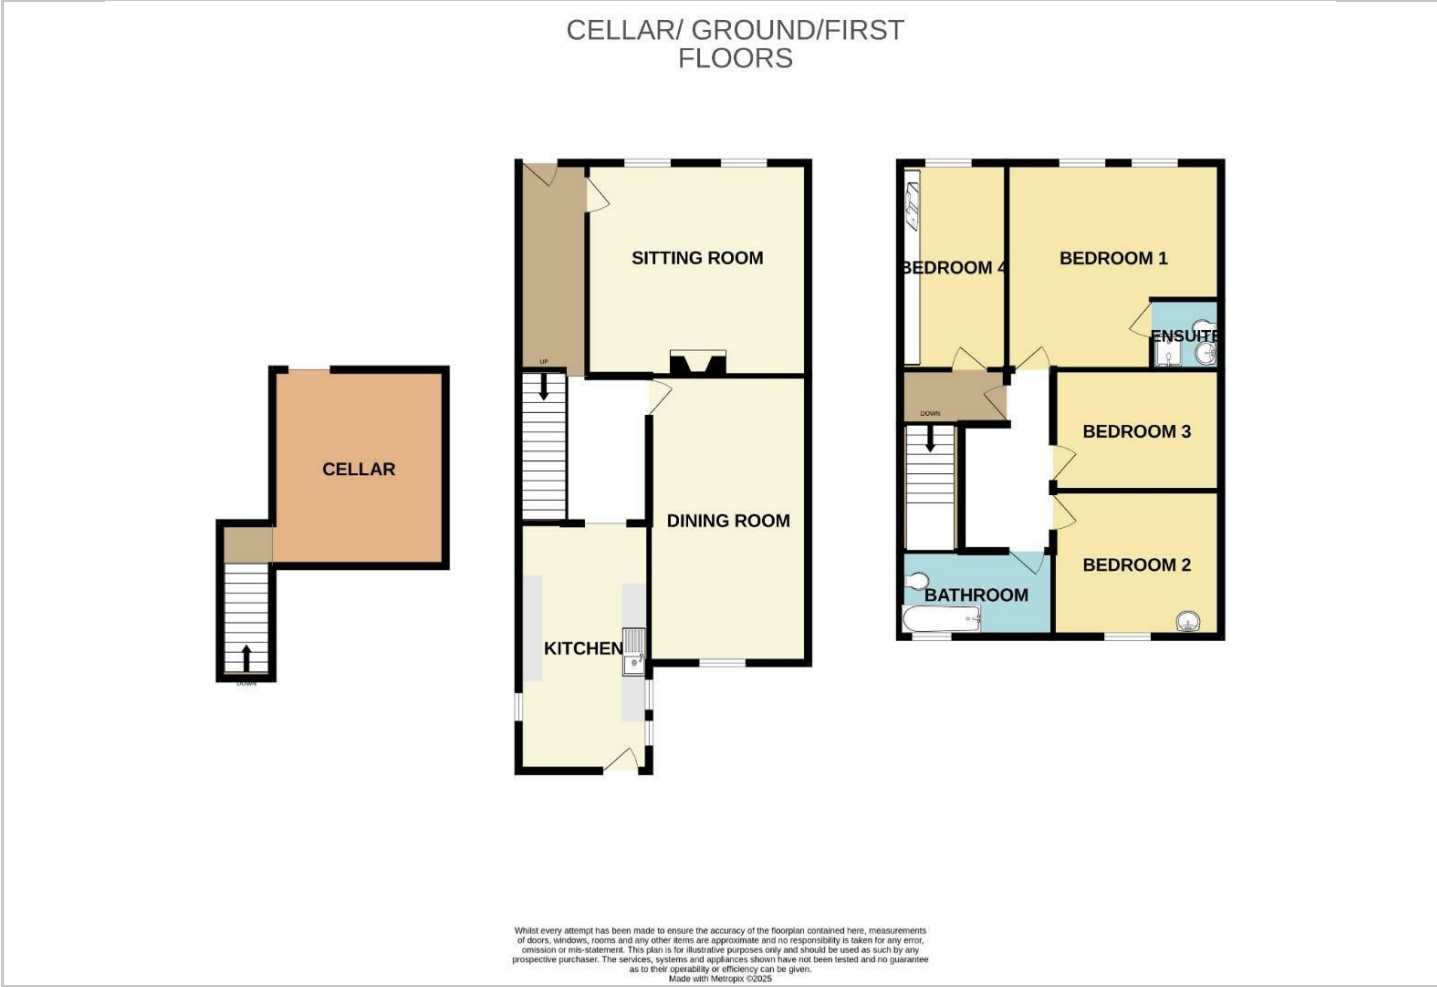 CELLAR/ GROUND/FIRST
FLOORS
SITTING ROOM
UP
DINING ROOM
KITCHEN
CELLAR
DOWN
BEDROOM 4
BEDROOM 1
ENSUITE
DOWN
BEDROOM 3
BEDROOM 2
BATHROOM
Whilst every attempt has been made to ensure the accuracy of the floorplan contained here, measurements
of doors, windows, rooms and any other items are approximate and no responsibility is taken for any error,
omission or mis-statement. This plan is for illustrative purposes only and should be used as such by any
prospective purchaser. The services, systems and appliances shown have not been tested and no guarantee
as to their operability or efficiency can be given.
Made with Metropix ©2025